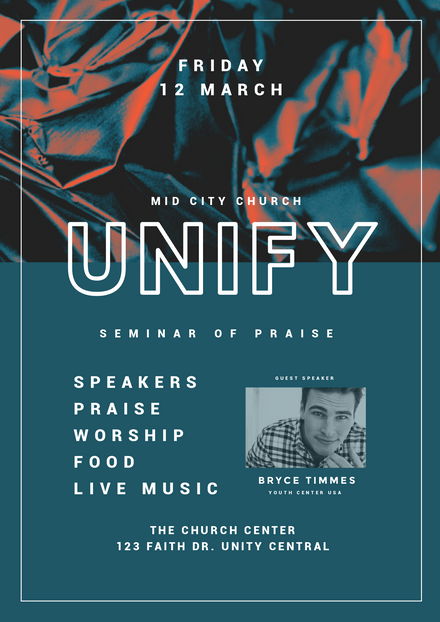 FRIDAY
12 MARCH
MID CITY CHURCH
UNIFY
SEMINAR OF PRAISE
SPEAKERS
PRAISE
WORSHIP
FOOD
LIVE MUSIC
GUEST SPEAKER
BRYCE TIMMES
YOUTH CENTER USA
THE CHURCH CENTER
123 FAITH DR. UNITY CENTRAL